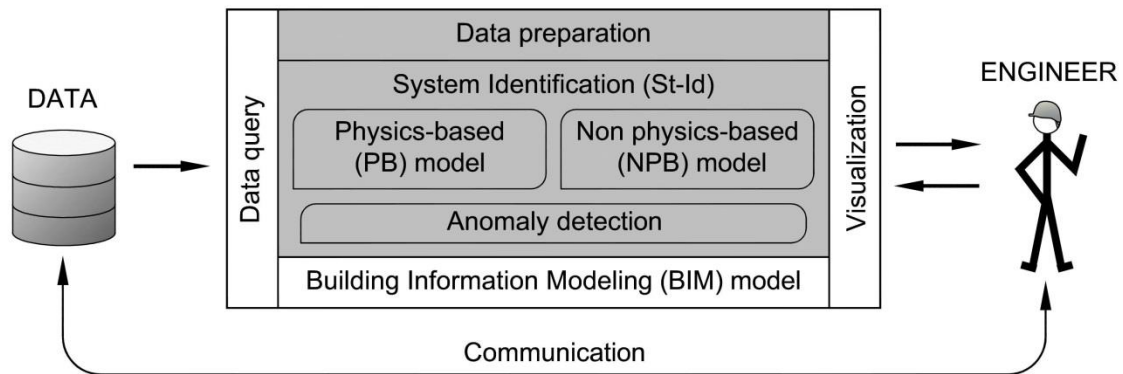 DATA
Data query
Data preparation
System Identification (St-Id)
Physics-based
(PB) model
Non physics-based
(NPB) model
Anomaly detection
Building Information Modeling (BIM) model
Visualization
ENGINEER
Communication